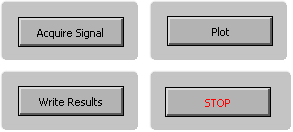 Acquire Signal
Plot
Write Results
STOP